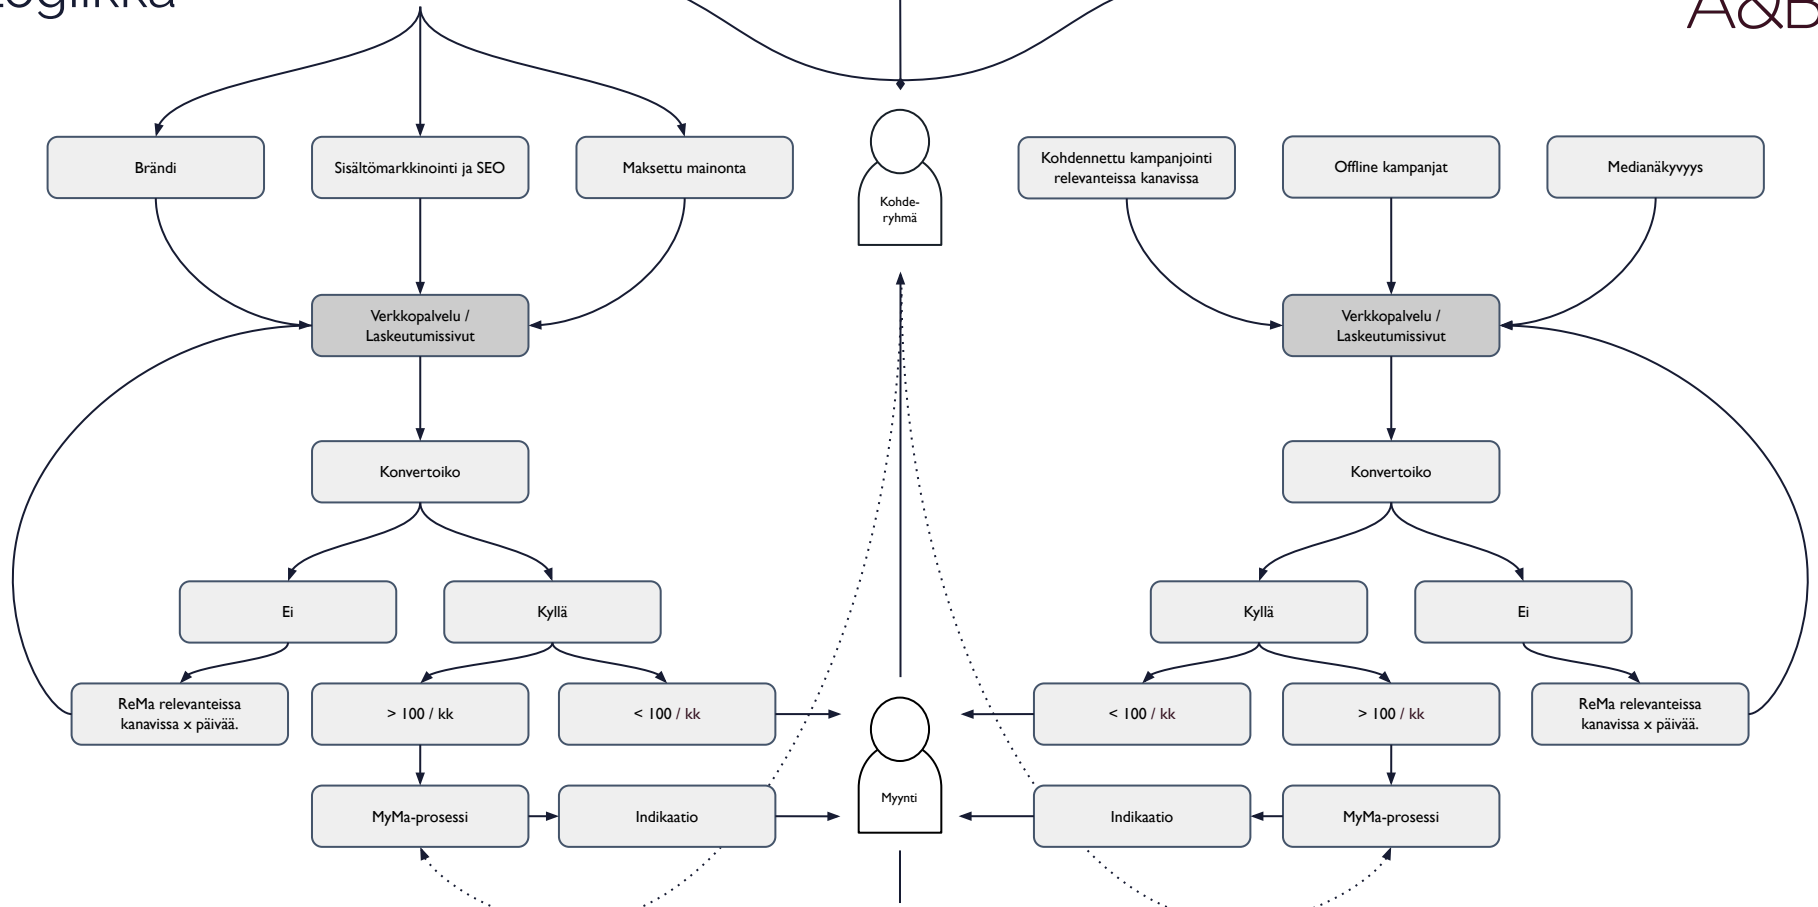 Logiikka
A&B
Brändi
Sisältömarkkinointi ja SEO
Maksettu mainonta
Kohde-
ryhmä
Kohdennettu kampanjointi
relevanteissa kanavissa
Offline kampanjat
Medianäkyvyys
Verkkopalvelu /
Laskeutumissivut
Verkkopalvelu /
Laskeutumissivut
Konvertoiko
Konvertoiko
Ei
Kyllä
Kyllä
Ei
ReMa relevanteissa
kanavissa x päivää.
> 100 / kk
< 100 / kk
< 100 / kk
> 100 / kk
ReMa relevanteissa
kanavissa x päivää.
MyMa-prosessi
Indikaatio
Myynti
Indikaatio
MyMa-prosessi